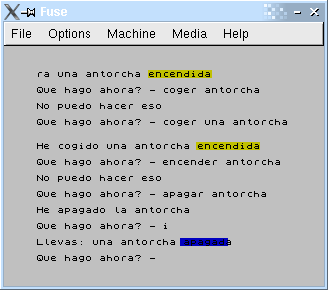 Fuse
File Options Machine Media Help
ra una antorcha encendida
Que hago ahora? - coger antorcha
No puedo hacer eso
Que hago ahora? - coger una antorcha
He cogido una antorcha encendida
Que hago ahora? - encender antorcha
No puedo hacer eso
Que hago ahora? - apagar antorcha
He apagado la antorcha
Que hago ahora? - i
Llevas: una antorcha apagada
Que hago ahora? -